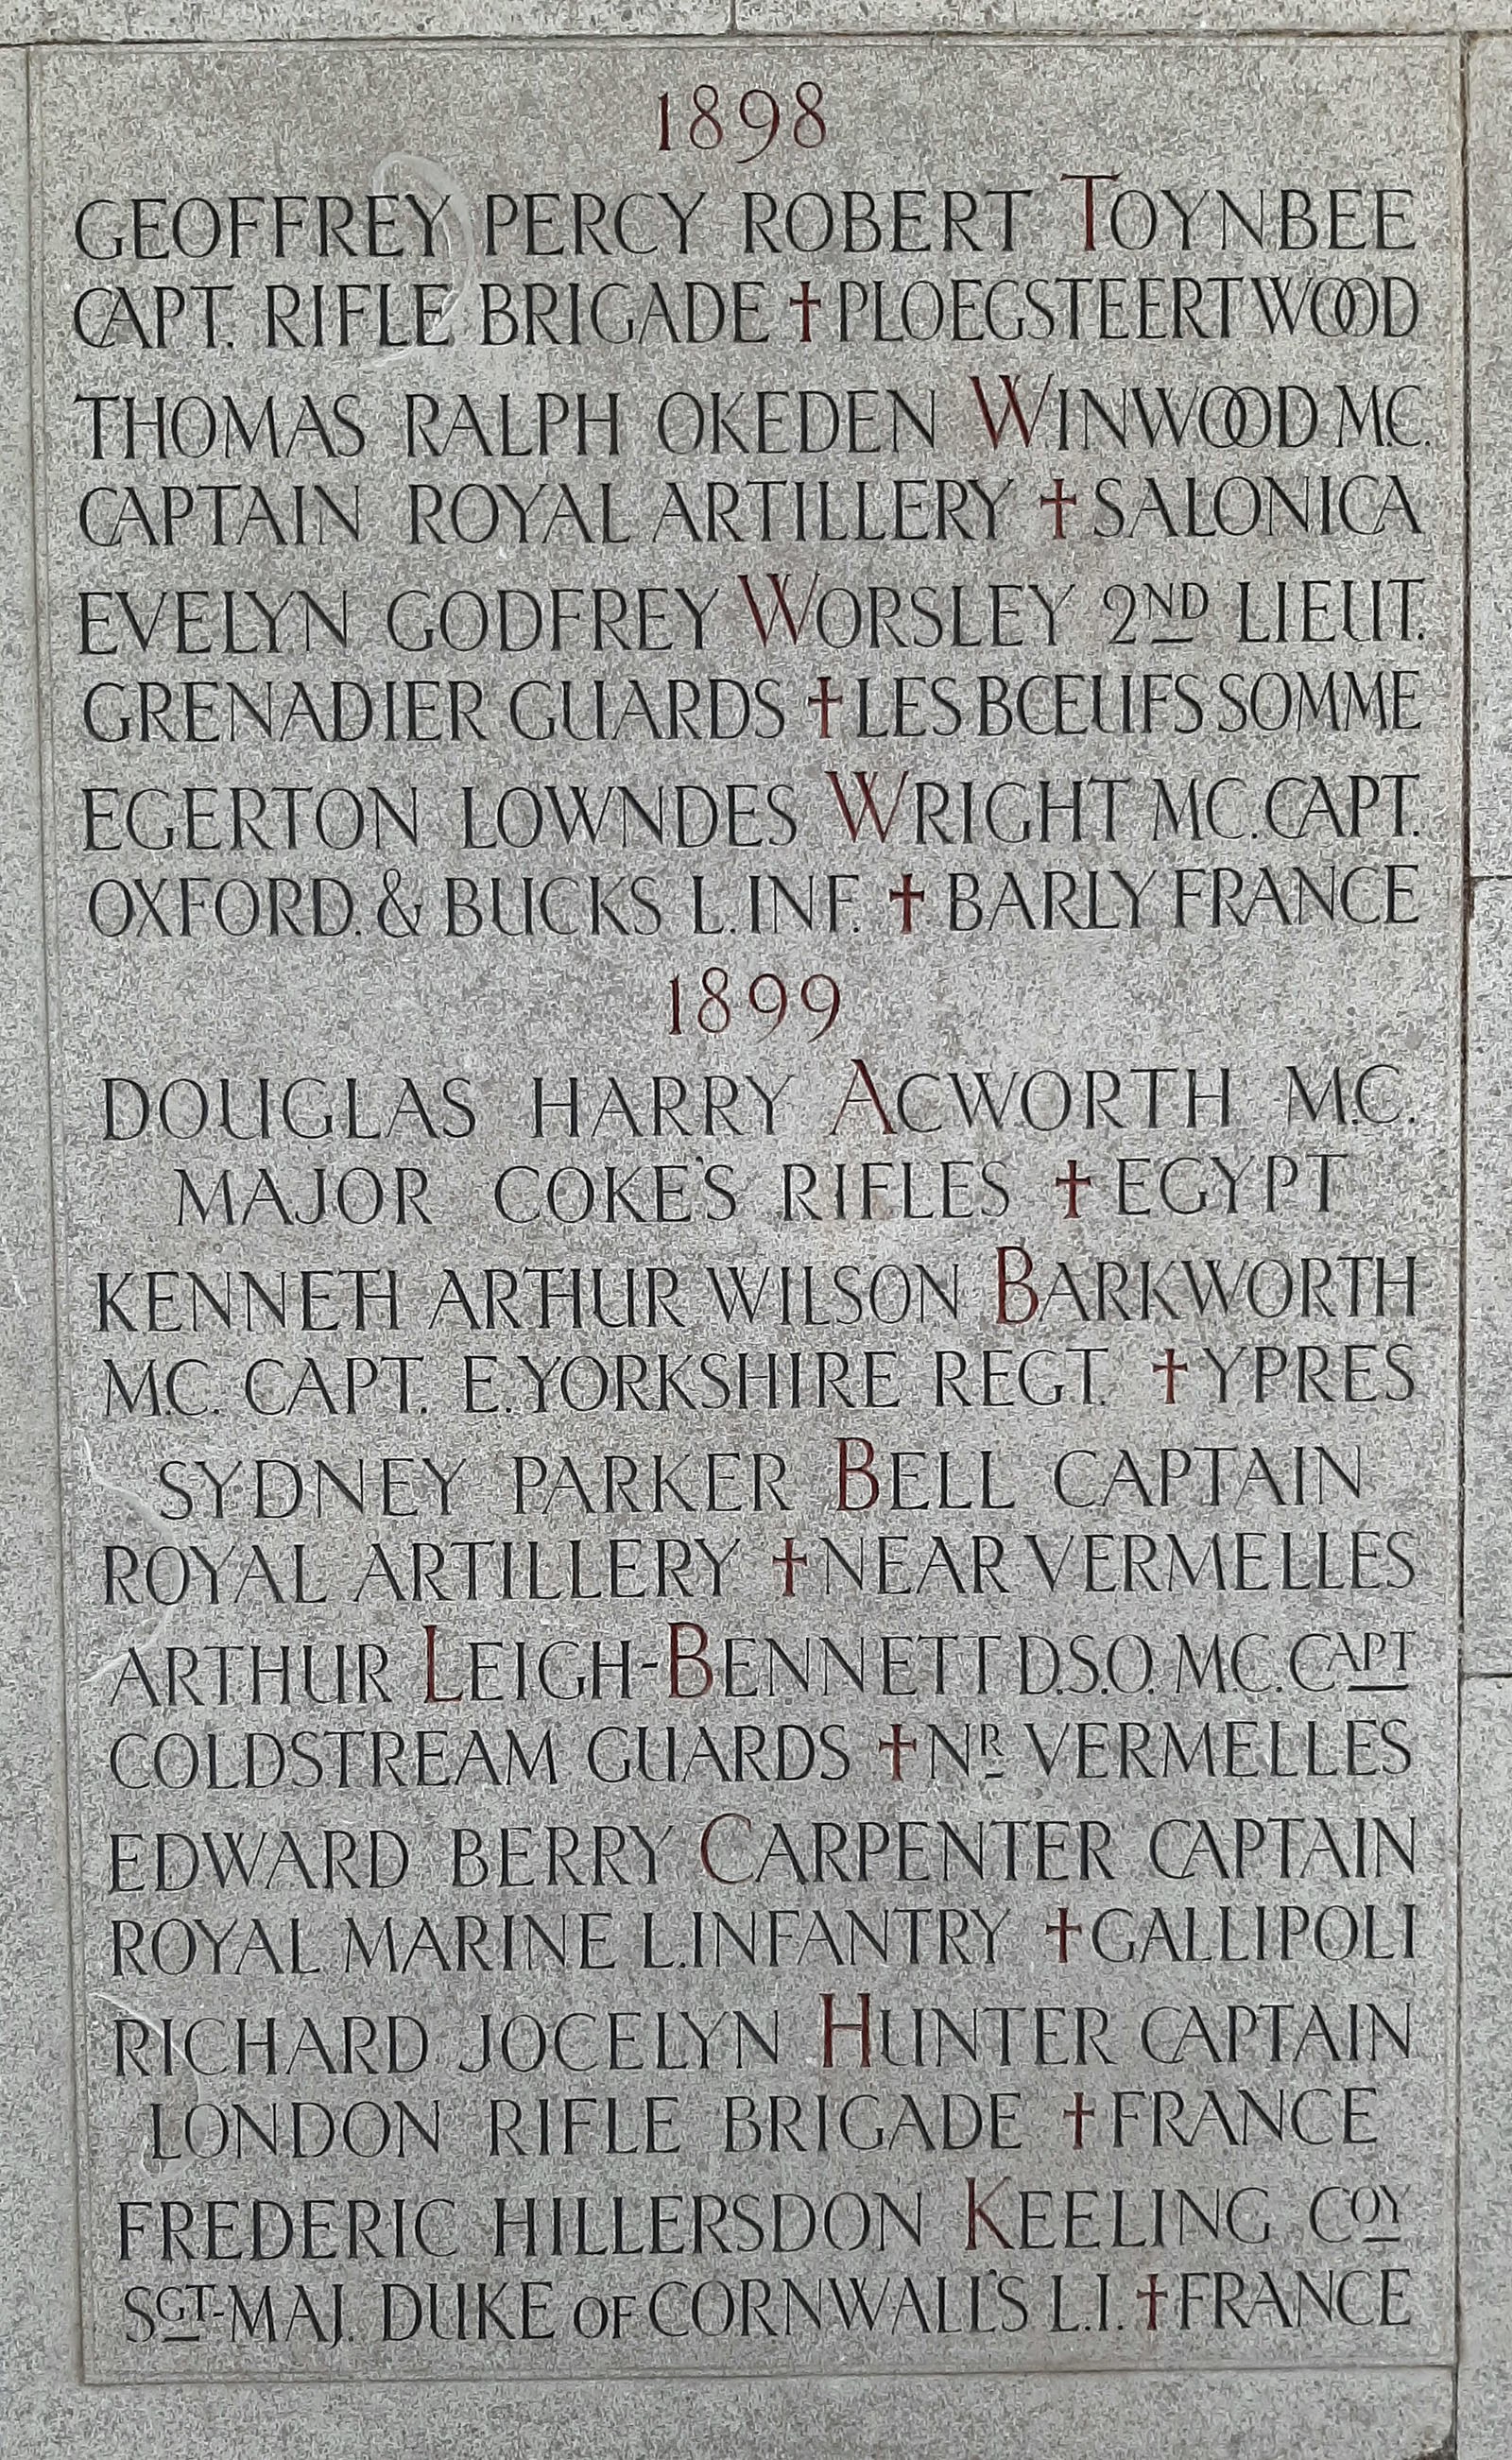 1898
GEOFFREY PERCY ROBERT TOYNBEE
CAPT. RIFLE BRIGADE †PLOEGSTEERT WOOD
THOMAS RALPH OKEDEN WINWOOD M.C.
CAPTAIN ROYAL ARTILLERY †SALONICA
EVELYN GODFREY WORSLEY 2ND LIEUT.
GRENADIER GUARDS †LES BŒUFS SOMME
EGERTON LOWNDES WRIGHT M.C. CAPT.
OXFORD. & BUCKS L.INF. †BARLY FRANCE
1899
DOUGLAS HARRY ACWORTH M.C.
MAJOR COKE'S RIFLES †EGYPT
KENNETH ARTHUR WILSON BARKWORTH
M.C. CAPT. E.YORKSHIRE REGT. †YPRES
SYDNEY PARKER BELL CAPTAIN
ROYAL ARTILLERY †NEAR VERMELLES
ARTHUR LEIGH-BENNETT D.S.O. M.C. CAPT
COLDSTREAM GUARDS †NR VERMELLES
EDWARD BERRY CARPENTER CAPTAIN
ROYAL MARINE L.INFANTRY †GALLIPOLI
RICHARD JOCELYN HUNTER CAPTAIN
LONDON RIFLE BRIGADE †FRANCE
FREDERIC HILLERSDON KEELING COY
SGT-MAJ. DUKE OF CORNWALL'S L.I. †FRANCE